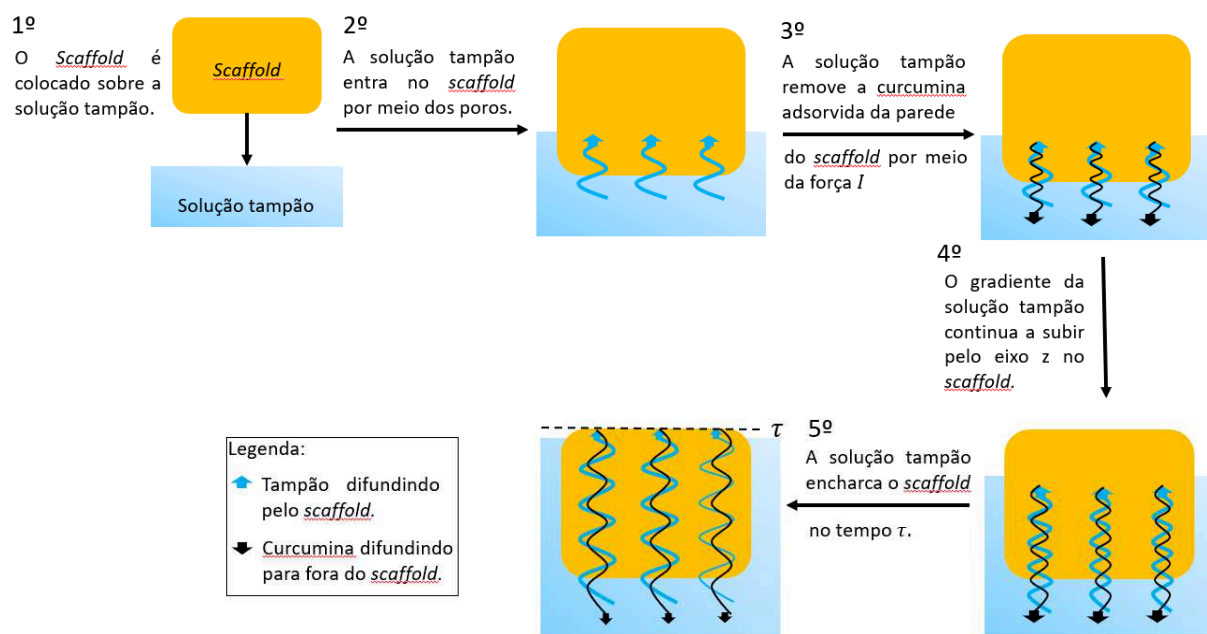 1º
O Scaffold é
colocado sobre a
solução tampão.
Scaffold
Solução tampão
2º
A solução tampão
entra no scaffold
por meio dos poros.
3º
A solução tampão
remove a curcumina
adsorvida da parede
do scaffold por meio
da força I
4º
O gradiente da
solução tampão
continua a subir
pelo eixo z no
scaffold.
5º
A solução tampão
encharca o scaffold
no tempo τ.
τ
Legenda:
Tampão difundindo
pelo scaffold.
Curcumina difundindo
para fora do scaffold.